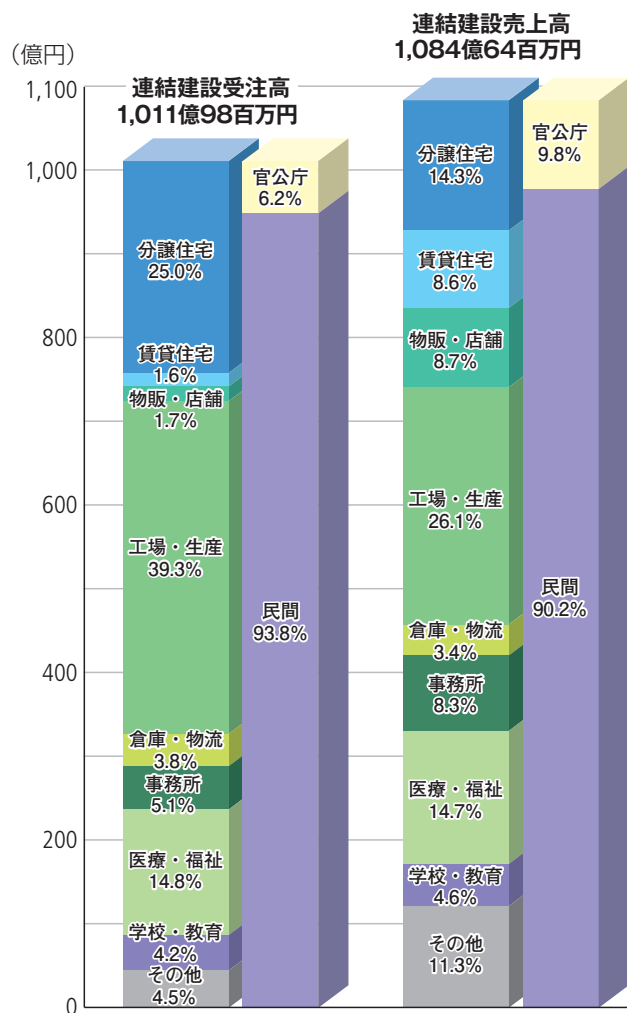 （億円）
1,100
1,000
800
600
400
200
0
連結建設受注高
1,011億98百万円
分譲住宅
25.0%
賃貸住宅
1.6%
物販・店舗
1.7%
工場・生産
39.3%
倉庫・物流
3.8%
事務所
5.1%
医療・福祉
14.8%
学校・教育
4.2%
その他
4.5%
官公庁
6.2%
民間
93.8%
連結建設売上高
1,084億64百万円
分譲住宅
14.3%
賃貸住宅
8.6%
物販・店舗
8.7%
工場・生産
26.1%
倉庫・物流
3.4%
事務所
8.3%
医療・福祉
14.7%
学校・教育
4.6%
その他
11.3%
官公庁
9.8%
民間
90.2%